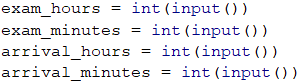 exam_hours = int(input())
exam_minutes = int(input())
arrival_hours = int(input())
arrival_minutes = int(input())